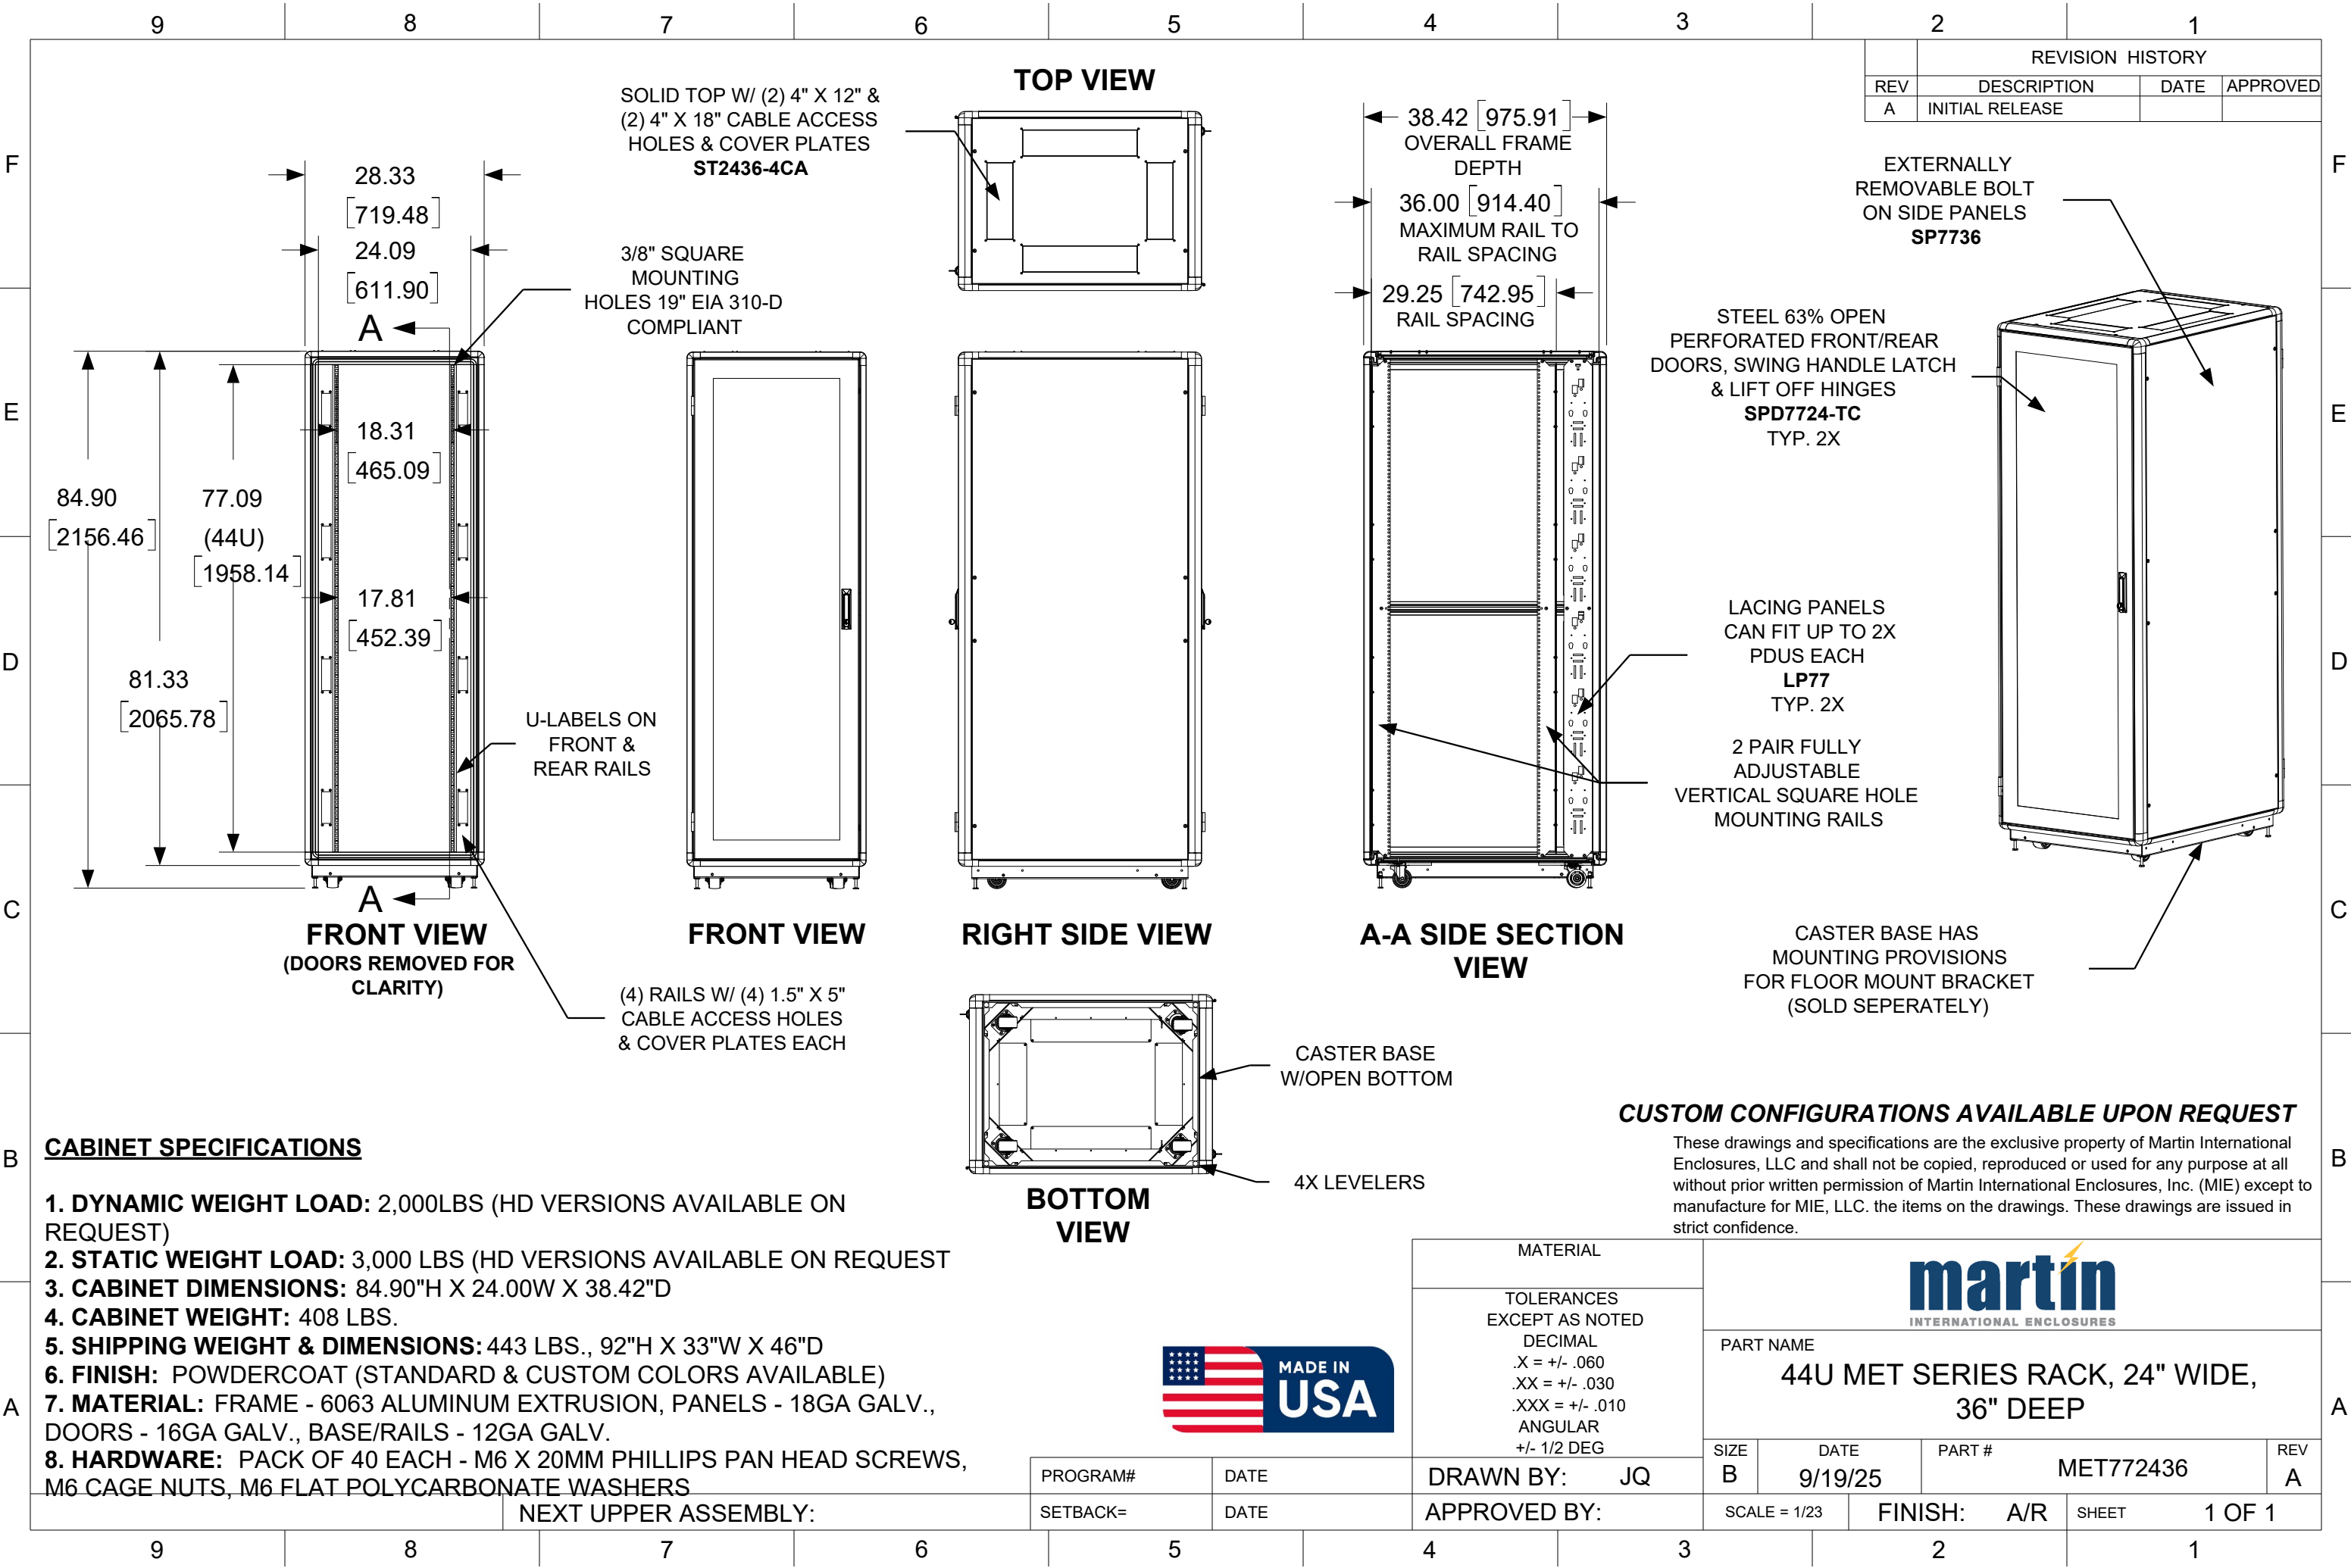 9 8 7 6 5 4 3 2 1
REVISION HISTORY
REV DESCRIPTION DATE APPROVED
A INITIAL RELEASE
F
E
D
C
B
A
F
E
D
C
B
A
TOP VIEW
SOLID TOP W/ (2) 4" X 12" &
(2) 4" X 18" CABLE ACCESS
HOLES & COVER PLATES
ST2436-4CA
28.33
[719.48]
24.09
[611.90]
A
3/8" SQUARE
MOUNTING
HOLES 19" EIA 310-D
COMPLIANT
38.42 [975.91]
OVERALL FRAME
DEPTH
36.00 [914.40]
MAXIMUM RAIL TO
RAIL SPACING
29.25 [742.95]
RAIL SPACING
EXTERNALLY
REMOVABLE BOLT
ON SIDE PANELS
SP7736
STEEL 63% OPEN
PERFORATED FRONT/REAR
DOORS, SWING HANDLE LATCH
& LIFT OFF HINGES
SPD7724-TC
TYP. 2X
18.31
[465.09]
84.90
[2156.46]
77.09
(44U)
[1958.14]
17.81
[452.39]
81.33
[2065.78]
U-LABELS ON
FRONT &
REAR RAILS
LACING PANELS
CAN FIT UP TO 2X
PDUS EACH
LP77
TYP. 2X
2 PAIR FULLY
ADJUSTABLE
VERTICAL SQUARE HOLE
MOUNTING RAILS
A
FRONT VIEW
(DOORS REMOVED FOR
CLARITY)
FRONT VIEW
RIGHT SIDE VIEW
A-A SIDE SECTION
VIEW
CASTER BASE HAS
MOUNTING PROVISIONS
FOR FLOOR MOUNT BRACKET
(SOLD SEPERATELY)
(4) RAILS W/ (4) 1.5" X 5"
CABLE ACCESS HOLES
& COVER PLATES EACH
CASTER BASE
W/OPEN BOTTOM
4X LEVELERS
BOTTOM
VIEW
CUSTOM CONFIGURATIONS AVAILABLE UPON REQUEST
These drawings and specifications are the exclusive property of Martin International
Enclosures, LLC and shall not be copied, reproduced or used for any purpose at all
without prior written permission of Martin International Enclosures, Inc. (MIE) except to
manufacture for MIE, LLC. the items on the drawings. These drawings are issued in
strict confidence.
CABINET SPECIFICATIONS
1. DYNAMIC WEIGHT LOAD: 2,000LBS (HD VERSIONS AVAILABLE ON
REQUEST)
2. STATIC WEIGHT LOAD: 3,000 LBS (HD VERSIONS AVAILABLE ON REQUEST
3. CABINET DIMENSIONS: 84.90"H X 24.00W X 38.42"D
4. CABINET WEIGHT: 408 LBS.
5. SHIPPING WEIGHT & DIMENSIONS: 443 LBS., 92"H X 33"W X 46"D
6. FINISH: POWDERCOAT (STANDARD & CUSTOM COLORS AVAILABLE)
7. MATERIAL: FRAME - 6063 ALUMINUM EXTRUSION, PANELS - 18GA GALV.,
DOORS - 16GA GALV., BASE/RAILS - 12GA GALV.
8. HARDWARE: PACK OF 40 EACH - M6 X 20MM PHILLIPS PAN HEAD SCREWS,
M6 CAGE NUTS, M6 FLAT POLYCARBONATE WASHERS
MADE IN
USA
MATERIAL
TOLERANCES
EXCEPT AS NOTED
DECIMAL
.X = +/- .060
.XX = +/- .030
.XXX = +/- .010
ANGULAR
+/- 1/2 DEG
martin
INTERNATIONAL ENCLOSURES
PART NAME
44U MET SERIES RACK, 24" WIDE,
36" DEEP
SIZE DATE PART # REV
B 9/19/25 MET772436 A
PROGRAM# DATE DRAWN BY: JQ
NEXT UPPER ASSEMBLY: SETBACK= DATE APPROVED BY: SCALE = 1/23 FINISH: A/R SHEET 1 OF 1
9 8 7 6 5 4 3 2 1